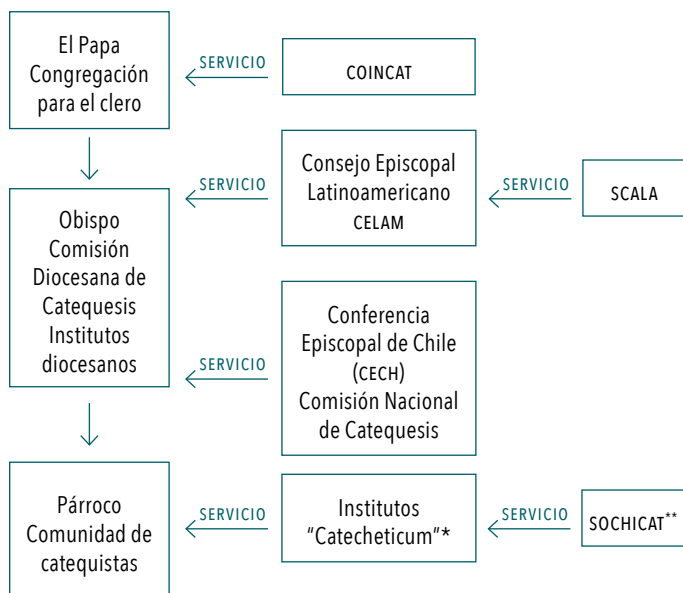 El Papa
Congregación
para el clero
SERVICIO
COINCAT
Obispo
Comisión
Diocesana de
Catequesis
Institutos
diocesanos
SERVICIO
Consejo Episcopal
Latinoamericano
CELAM
SERVICIO
SCALA
SERVICIO
Conferencia
Episcopal de Chile
(CECH)
Comisión Nacional
de Catequesis
Párroco
Comunidad de
catequistas
SERVICIO
Institutos
"Catecheticum"*
SERVICIO
SOCHICAT**